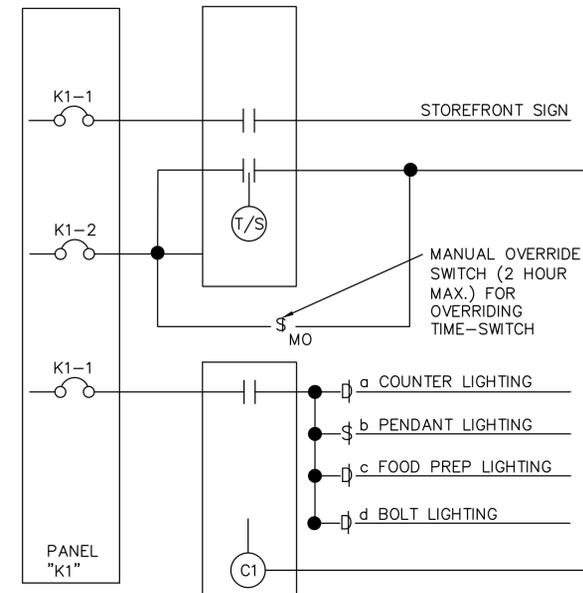 K1-1
STOREFRONT SIGN
T/S
K1-2
MANUAL OVERRIDE
SWITCH (2 HOUR
MAX.) FOR
OVERRIDING
TIME-SWITCH
$
MO
K1-1
a COUNTER LIGHTING
$ b PENDANT LIGHTING
c FOOD PREP LIGHTING
d BOLT LIGHTING
PANEL
"K1"
C1